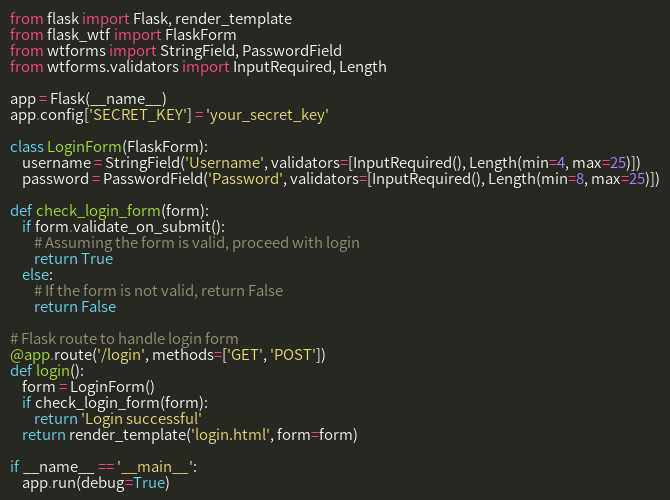 from flask import Flask, render_template
from flask_wtf import FlaskForm
from wtforms import StringField, PasswordField
from wtforms.validators import InputRequired, Length

app = Flask(__name__)
app.config['SECRET_KEY'] = 'your_secret_key'

class LoginForm(FlaskForm):
    username = StringField('Username', validators=[InputRequired(), Length(min=4, max=25)])
    password = PasswordField('Password', validators=[InputRequired(), Length(min=8, max=25)])

def check_login_form(form):
    if form.validate_on_submit():
        # Assuming the form is valid, proceed with login
        return True
    else:
        # If the form is not valid, return False
        return False

# Flask route to handle login form
@app.route('/login', methods=['GET', 'POST'])
def login():
    form = LoginForm()
    if check_login_form(form):
        return 'Login successful'
    return render_template('login.html', form=form)

if __name__ == '__main__':
    app.run(debug=True)